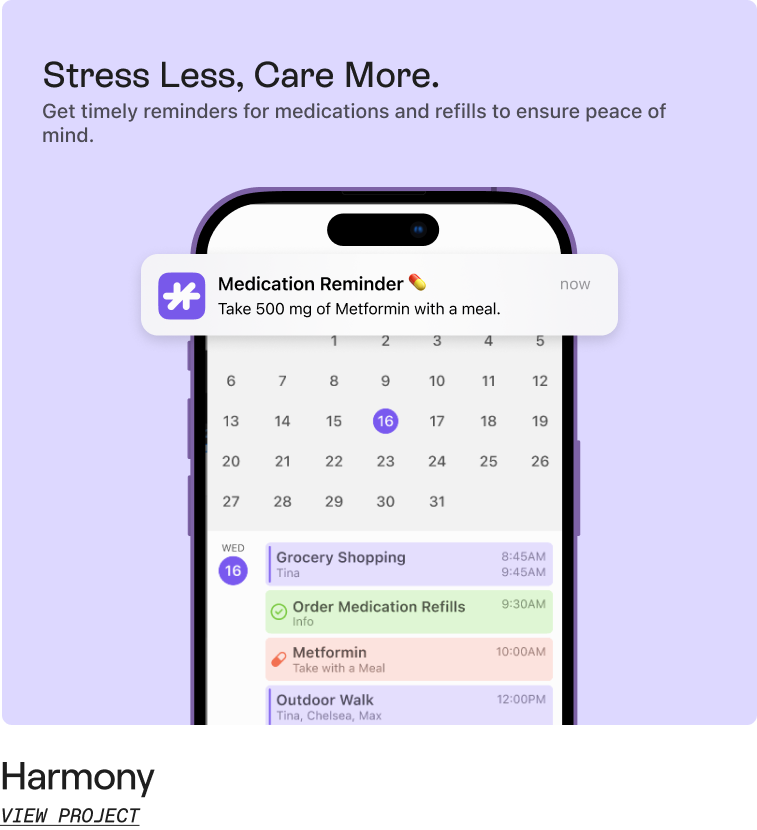 Stress Less, Care More.
Get timely reminders for medications and refills to ensure peace of
mind.
Medication Reminder 💊 now
Take 500 mg of Metformin with a meal.
1 2 3 4 5
6 7 8 9 10 11 12
13 14 15 16 17 18 19
20 21 22 23 24 25 26
27 28 29 30 31
WED
16
Grocery Shopping 8:45AM
Tina 9:45AM
Order Medication Refills 9:30AM
Info
Metformin 10:00AM
Take with a Meal
Outdoor Walk 12:00PM
Tina, Chelsea, Max
Harmony
VIEW PROJECT